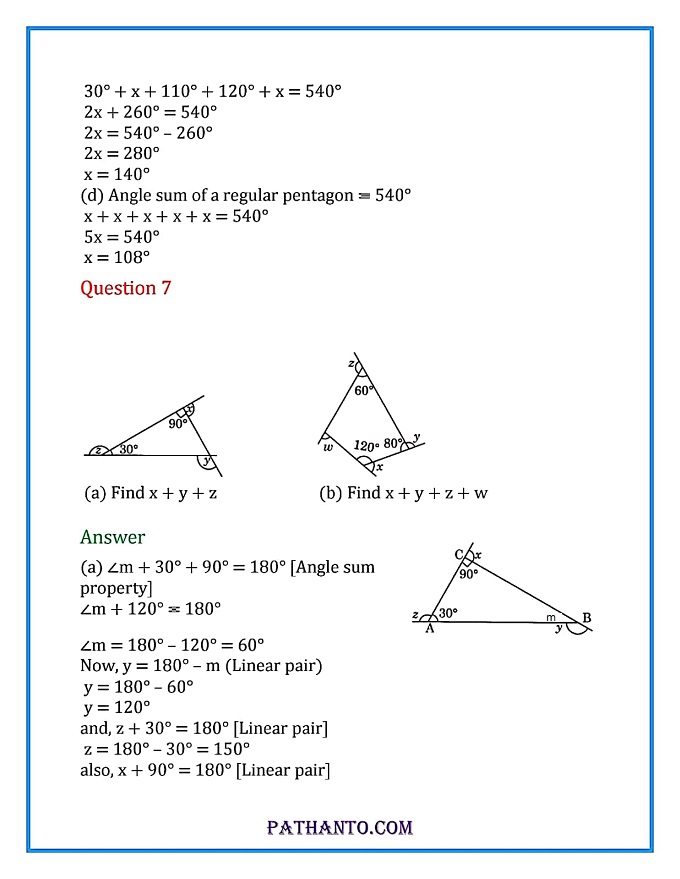 30° + x + 110° + 120° + x = 540°
2x + 260° = 540°
2x = 540° – 260°
2x = 280°
x = 140°
(d) Angle sum of a regular pentagon = 540°
x + x + x + x + x = 540°
5x = 540°
x = 108°
Question 7
90° x
z 30°
y
z
60°
w 120° 80° y
x
(a) Find x + y + z
(b) Find x + y + z + w
Answer
(a) ∠m + 30° + 90° = 180° [Angle sum
property]
∠m + 120° = 180°
∠m = 180° – 120° = 60°
Now, y = 180° – m (Linear pair)
y = 180° – 60°
y = 120°
and, z + 30° = 180° [Linear pair]
z = 180° – 30° = 150°
also, x + 90° = 180° [Linear pair]
C x
90°
z 30° m B
A y
PATHANTO.COM